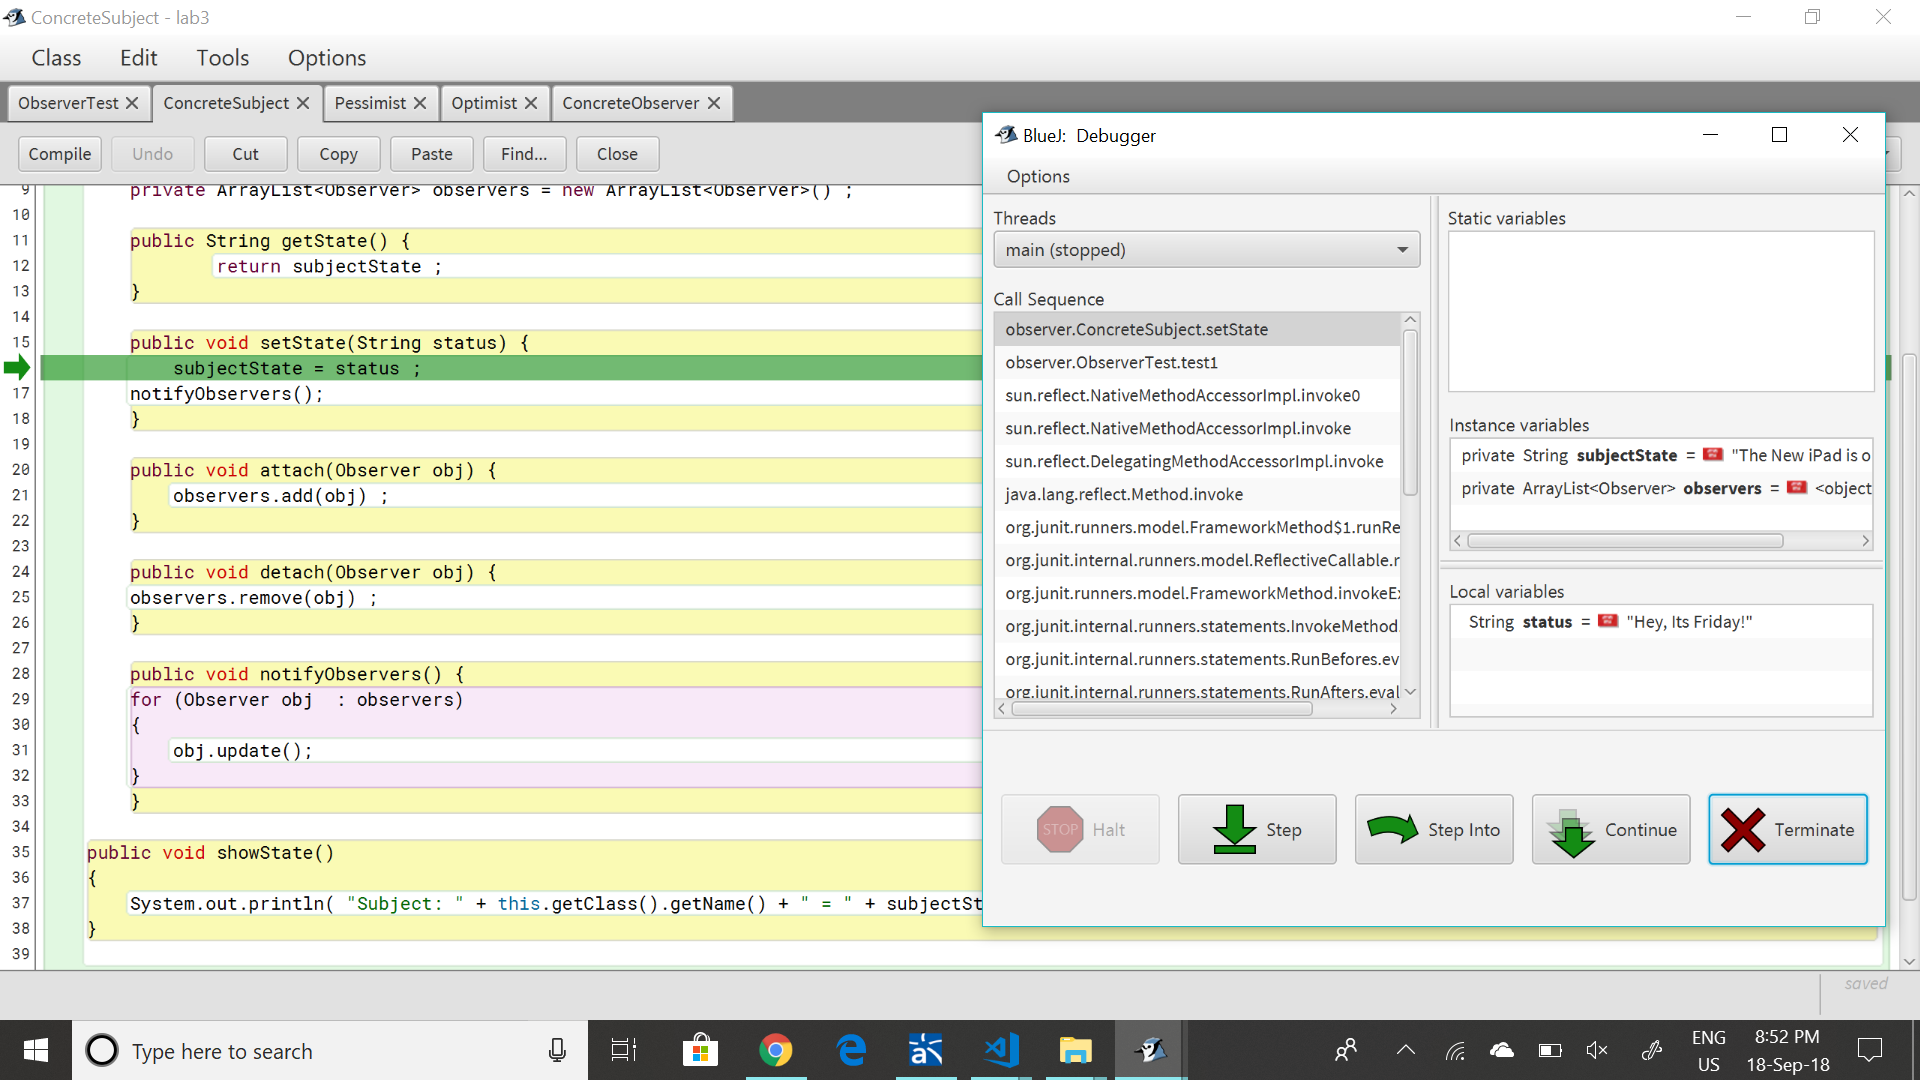 ConcreteSubject - lab3
Class Edit Tools Options
ObserverTest ConcreteSubject Pessimist Optimist ConcreteObserver
Compile Undo Cut Copy Paste Find... Close
9 private ArrayList<Observer> observers = new ArrayList<Observer>() ;
10
11 public String getState() {
12 return subjectState ;
13 }
14
15 public void setState(String status) {
subjectState = status ;
17 notifyObservers();
18 }
19
20 public void attach(Observer obj) {
21 observers.add(obj) ;
22 }
23
24 public void detach(Observer obj) {
25 observers.remove(obj) ;
26 }
27
28 public void notifyObservers() {
29 for (Observer obj  : observers)
30 {
31 obj.update();
32 }
33 }
34
35 public void showState()
36 {
37 System.out.println( "Subject: " + this.getClass().getName() + " = " + subjectSt
38 }
39
saved
BlueJ: Debugger
Options
Threads
main (stopped)
Call Sequence
observer.ConcreteSubject.setState
observer.ObserverTest.test1
sun.reflect.NativeMethodAccessorImpl.invoke0
sun.reflect.NativeMethodAccessorImpl.invoke
sun.reflect.DelegatingMethodAccessorImpl.invoke
java.lang.reflect.Method.invoke
org.junit.runners.model.FrameworkMethod$1.runRe
org.junit.internal.runners.model.ReflectiveCallable.r
org.junit.runners.model.FrameworkMethod.invokeE
org.junit.internal.runners.statements.InvokeMethod.
org.junit.internal.runners.statements.RunBefores.ev
org.junit.internal.runners.statements.RunAfters.eval
Static variables
Instance variables
private String subjectState = "The New iPad is o
private ArrayList<Observer> observers = <object
Local variables
String status = "Hey, Its Friday!"
STOP Halt Step Step Into Continue Terminate
Type here to search
ENG
US
8:52 PM
18-Sep-18